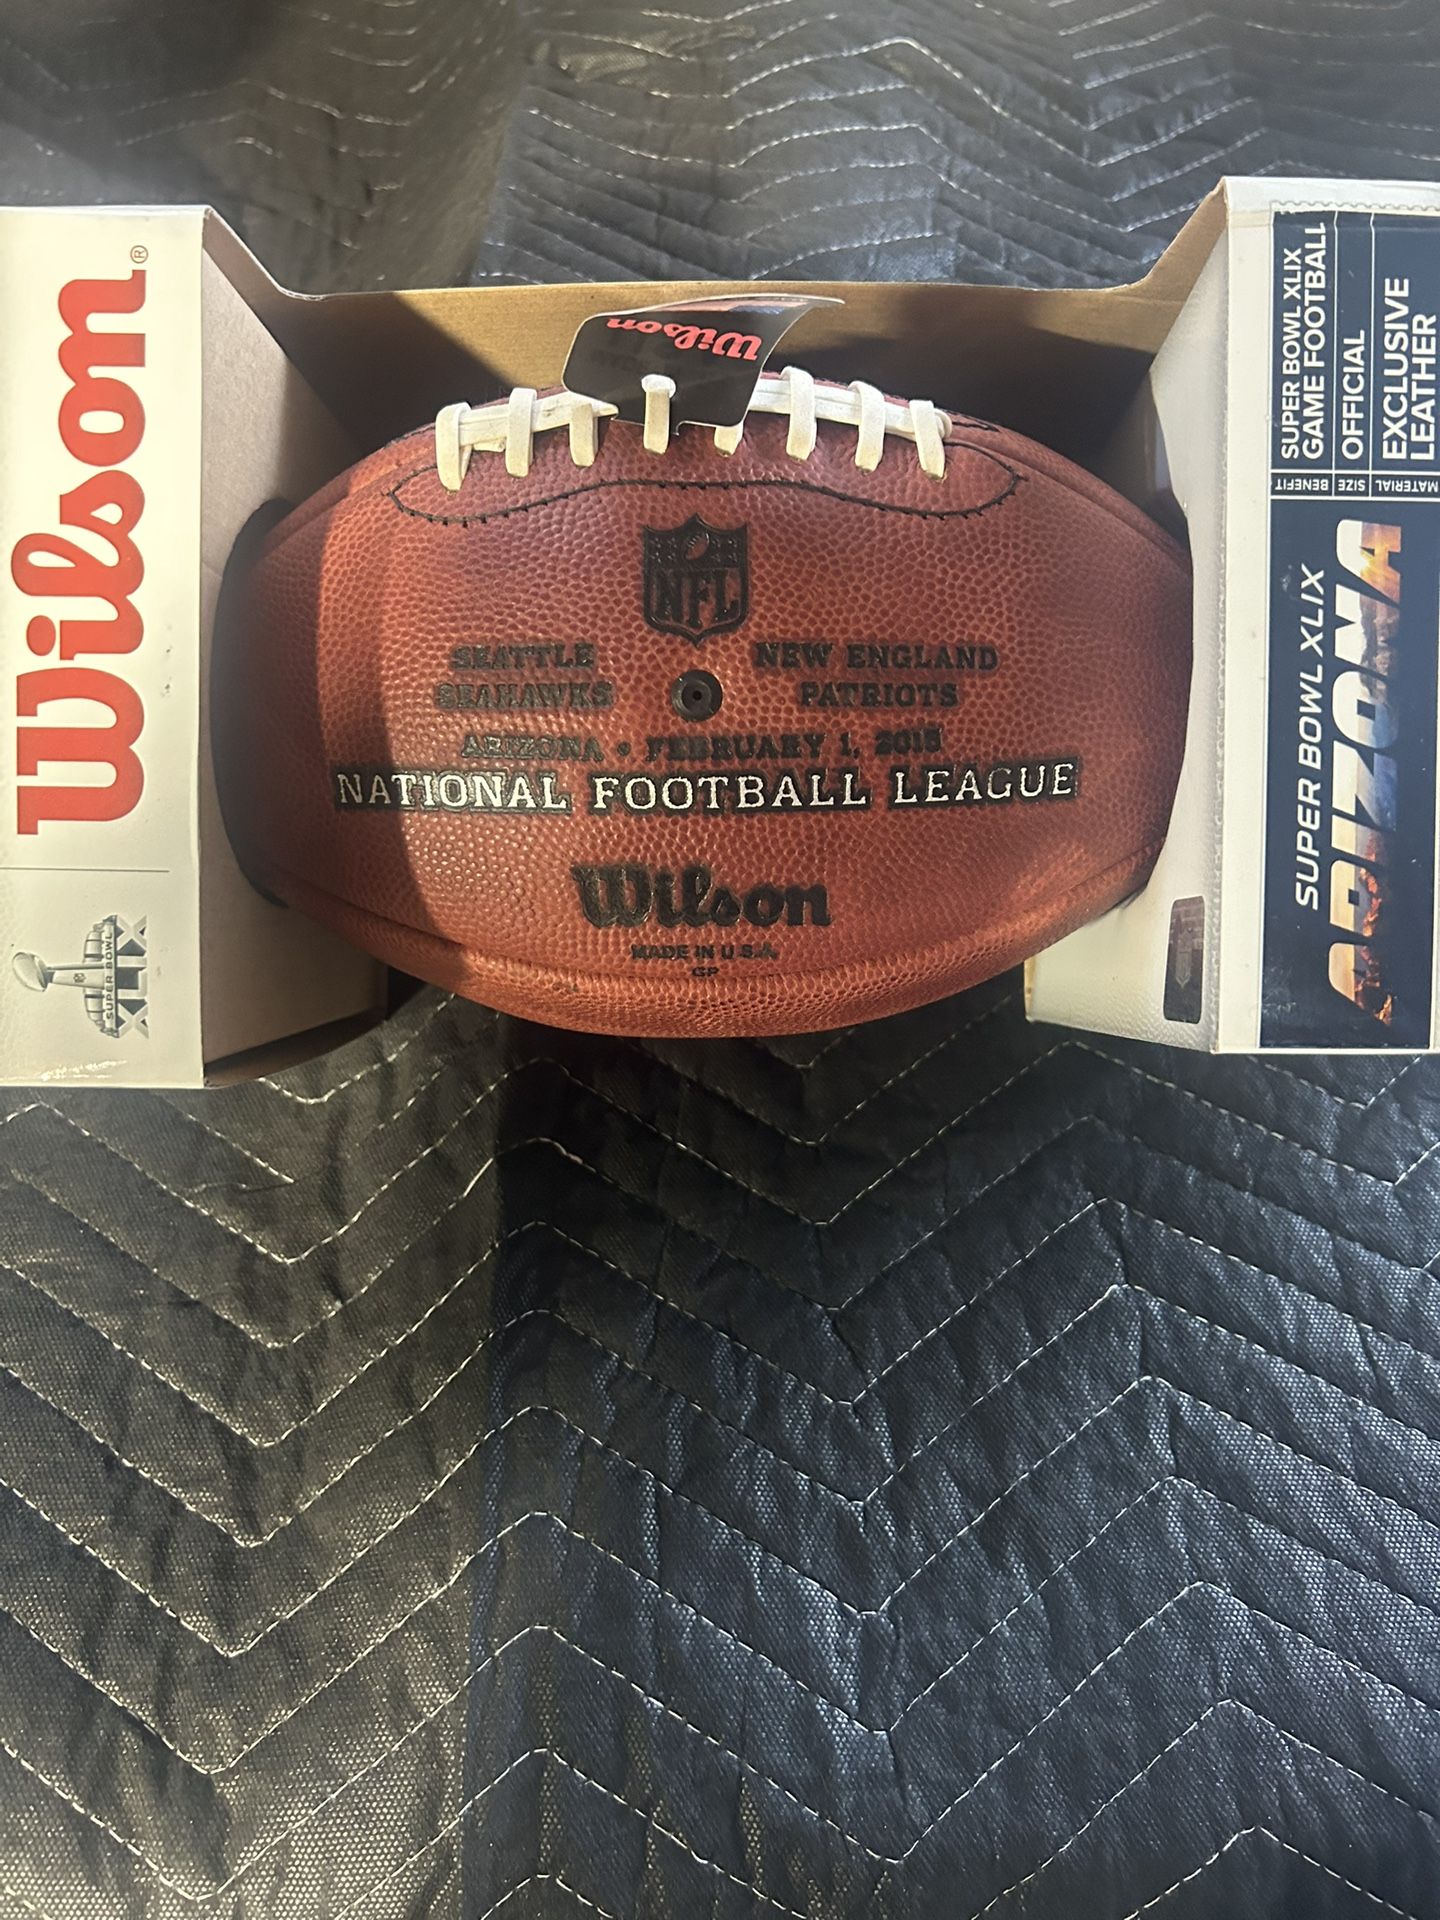 Wilson®
SUPER BOWL
XLIX
Wilson
NFL
SEATTLE
SEAHAWKS
NEW ENGLAND
PATRIOTS
ARIZONA • FEBRUARY 1, 2015
NATIONAL FOOTBALL LEAGUE
Wilson
MADE IN U.S.A.
GP
BENEFIT
SUPER BOWL XLIX
GAME FOOTBALL
SIZE
OFFICIAL
MATERIAL
EXCLUSIVE
LEATHER
SUPER BOWL XLIX
ARIZONA